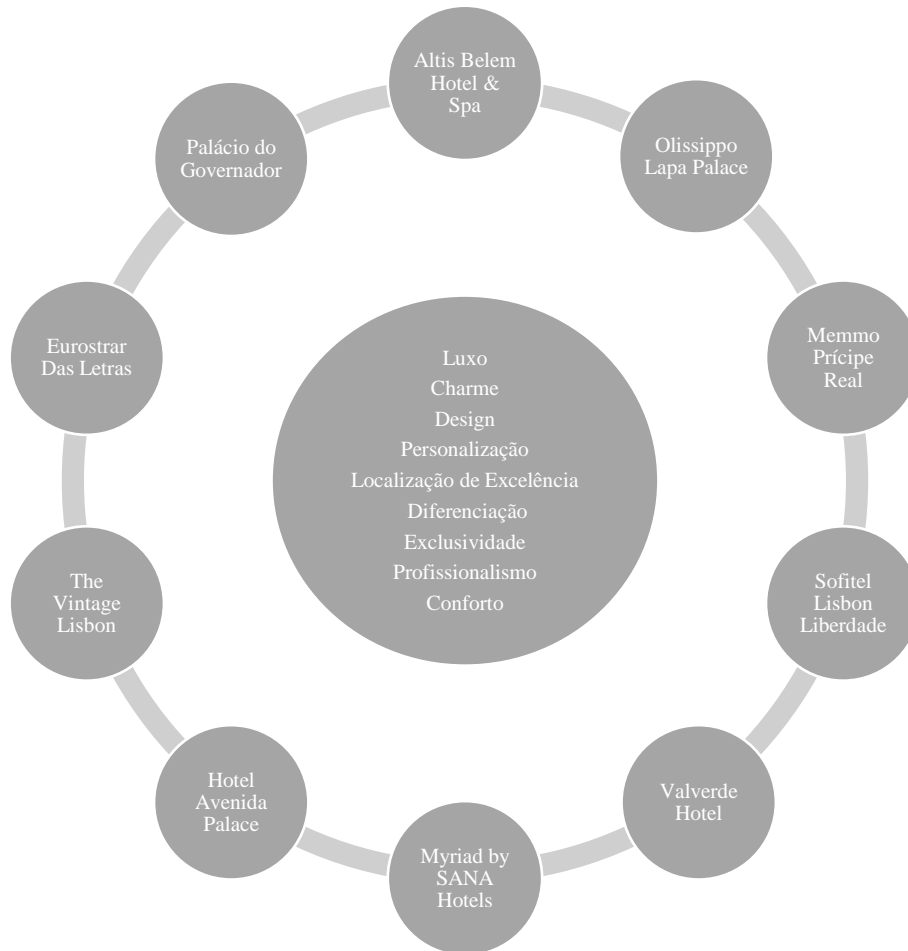 Altis Belem
Hotel &
Spa
Olissippo
Lapa Palace
Memmo
Prícipe
Real
Sofitel
Lisbon
Liberdade
Valverde
Hotel
Myriad by
SANA
Hotels
Hotel
Avenida
Palace
The
Vintage
Lisbon
Eurostrar
Das Letras
Palácio do
Governador
Luxo
Charme
Design
Personalização
Localização de Excelência
Diferenciação
Exclusividade
Profissionalismo
Conforto